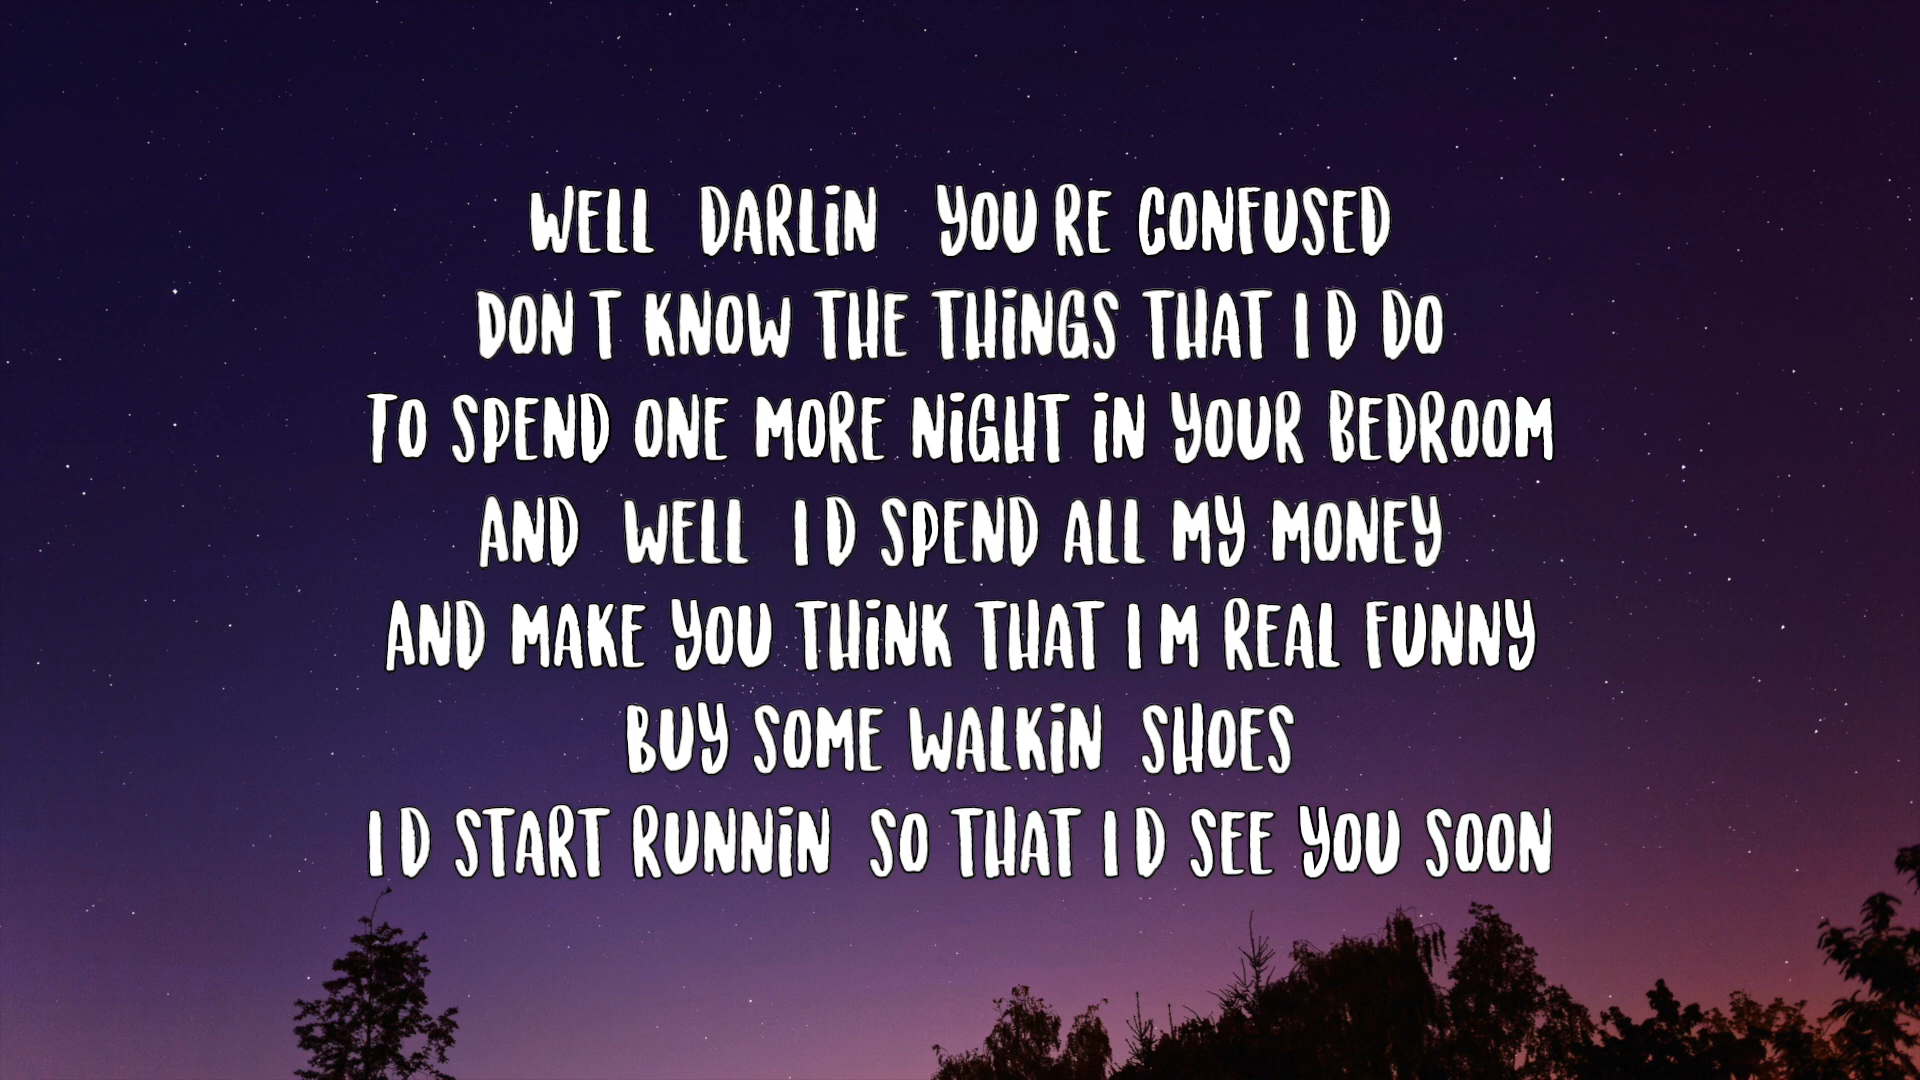 WELL DARLIN YOU RE CONFUSED
DON T KNOW THE THINGS THAT I D DO
TO SPEND ONE MORE NIGHT IN YOUR BEDROOM
AND WELL I D SPEND ALL MY MONEY
AND MAKE YOU THINK THAT I M REAL FUNNY
BUY SOME WALKIN SHOES
I D START RUNNIN SO THAT I D SEE YOU SOON